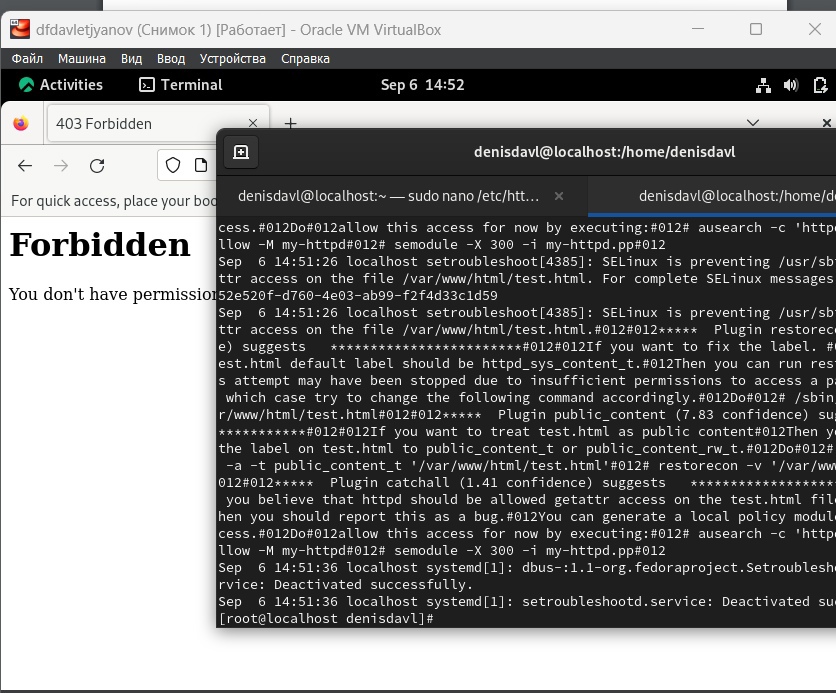 dfdavletjyanov (Снимок 1) [Работает] - Oracle VM VirtualBox
Файл Машина Вид Ввод Устройства Справка
Activities Terminal Sep 6 14:52
403 Forbidden
denisdavl@localhost:/home/denisdavl
denisdavl@localhost:~ — sudo nano /etc/htt… denisdavl@localhost:/home/de
For quick access, place your boo
Forbidden
You don't have permission
cess.#012Do#012allow this access for now by executing:#012# ausearch -c 'httpd
llow -M my-httpd#012# semodule -X 300 -i my-httpd.pp#012
Sep  6 14:51:26 localhost setroubleshoot[4385]: SELinux is preventing /usr/sb
ttr access on the file /var/www/html/test.html. For complete SELinux messages
52e520f-d760-4e03-ab99-f2f4d33c1d59
Sep  6 14:51:26 localhost setroubleshoot[4385]: SELinux is preventing /usr/sb
ttr access on the file /var/www/html/test.html.#012#012*****  Plugin restorec
e) suggests   ************************#012#012If you want to fix the label. #
est.html default label should be httpd_sys_content_t.#012Then you can run rest
s attempt may have been stopped due to insufficient permissions to access a pa
 which case try to change the following command accordingly.#012Do#012# /sbin
r/www/html/test.html#012#012*****  Plugin public_content (7.83 confidence) sug
***********#012#012If you want to treat test.html as public content#012Then yo
the label on test.html to public_content_t or public_content_rw_t.#012Do#012#
 -a -t public_content_t '/var/www/html/test.html'#012# restorecon -v '/var/ww
012#012*****  Plugin catchall (1.41 confidence) suggests   ******************
 you believe that httpd should be allowed getattr access on the test.html file
hen you should report this as a bug.#012You can generate a local policy module
cess.#012Do#012allow this access for now by executing:#012# ausearch -c 'httpd
llow -M my-httpd#012# semodule -X 300 -i my-httpd.pp#012
Sep  6 14:51:36 localhost systemd[1]: dbus-:1.1-org.fedoraproject.Setroublesh
rvice: Deactivated successfully.
Sep  6 14:51:36 localhost systemd[1]: setroubleshootd.service: Deactivated suc
[root@localhost denisdavl]#